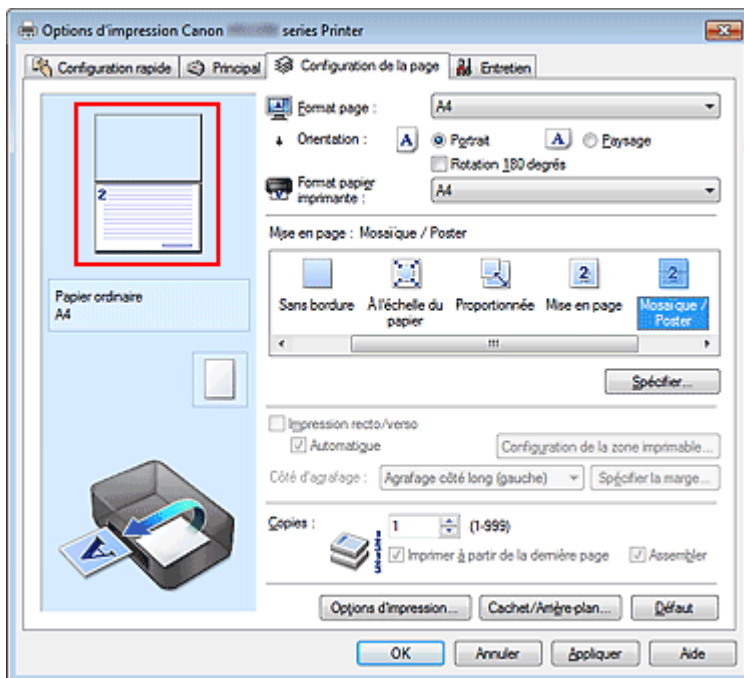 Options d'impression Canon series Printer
Configuration rapide Principal Configuration de la page Entretien
2
Papier ordinaire
A4
A
Format page : A4
Orientation : A Portrait A Paysage
Rotation 180 degrés
Format papier imprimante : A4
Mise en page : Mosaïque / Poster
2 2
Sans bordure À l'échelle du papier Proportionnée Mise en page Mosaïque / Poster
Spécifier...
Impression recto/verso
Automatique Configuration de la zone imprimable...
Côté d'agrafage : Agrafage côté long (gauche) Spécifier la marge...
Copies : 1 (1-999)
Imprimer à partir de la dernière page Assembler
Options d'impression... Cachet/Arrière-plan... Défaut
OK Annuler Appliquer Aide